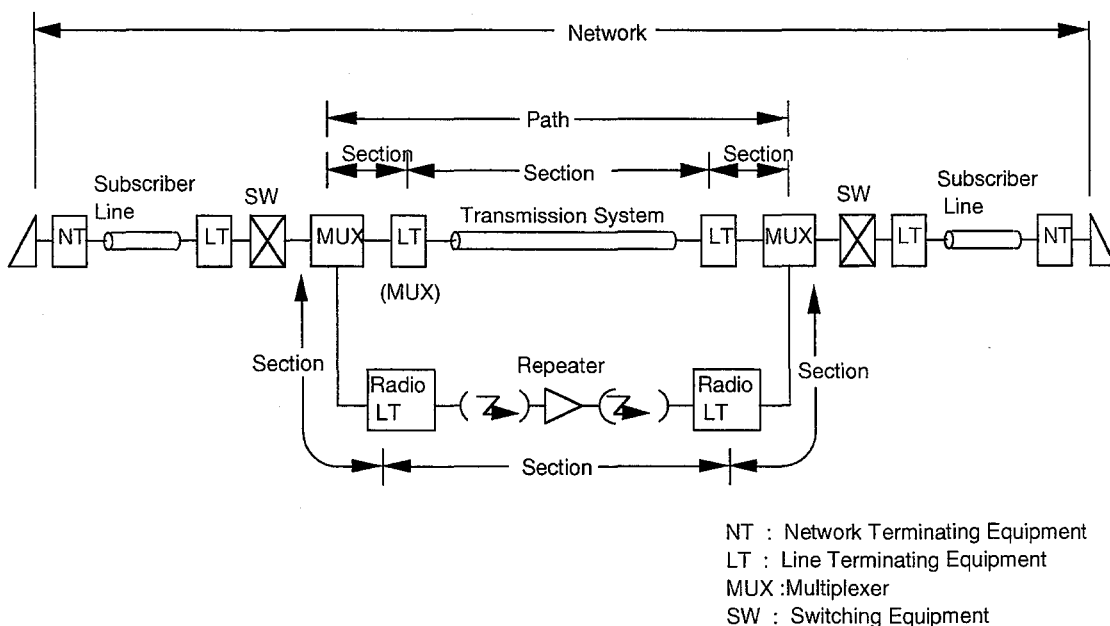 Network
Path
Section
Section
Section
Subscriber
Line
SW
Transmission System
SW
Subscriber
Line
NT
LT
MUX
LT
LT
MUX
LT
NT
(MUX)
Section
Repeater
Section
Radio
LT
Radio
LT
Section
NT : Network Terminating Equipment
LT : Line Terminating Equipment
MUX :Multiplexer
SW : Switching Equipment